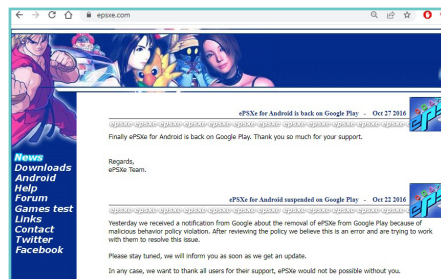 epsxe.com
ePSXe for Android is back on Google Play - Oct 27 2016
Finally ePSXe for Android is back on Google Play. Thank you so much for your support.
Regards,
ePSXe Team.
News
Downloads
Android
Help
Forum
Games test
Links
Contact
Twitter
Facebook
ePSXe for Android suspended on Google Play - Oct 22 2016
Yesterday we received a notification from Google about the removal of ePSXe from Google Play because of
malicious behavior policy violation. After reviewing the policy we believe this is an error and are trying to work
with them to resolve this issue.
Please stay tuned, we will inform you as soon as we get an update.
In any case, we want to thank all users for their support, ePSXe would not be possible without you.